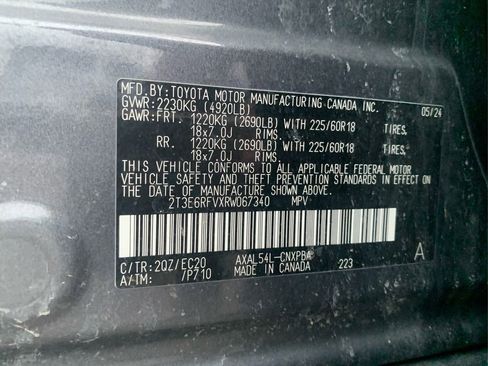 MFD. BY: TOYOTA MOTOR MANUFACTURING CANADA INC. 05/24
GVWR: 2230KG (4920LB)
GAWR: FRT. 1220KG (2690LB) WITH 225/60R18 TIRES,
18x7.0J RIMS.
RR. 1220KG (2690LB) WITH 225/60R18 TIRES,
18x7.0J RIMS.
THIS VEHICLE CONFORMS TO ALL APPLICABLE FEDERAL MOTOR
VEHICLE SAFETY AND THEFT PREVENTION STANDARDS IN EFFECT ON
THE DATE OF MANUFACTURE SHOWN ABOVE.
2T3E6RFVXRW067340 MPV
C/TR: 2QZ/EC20 AXAL54L-CNXPBA A
A/TM: /P710 MADE IN CANADA 223